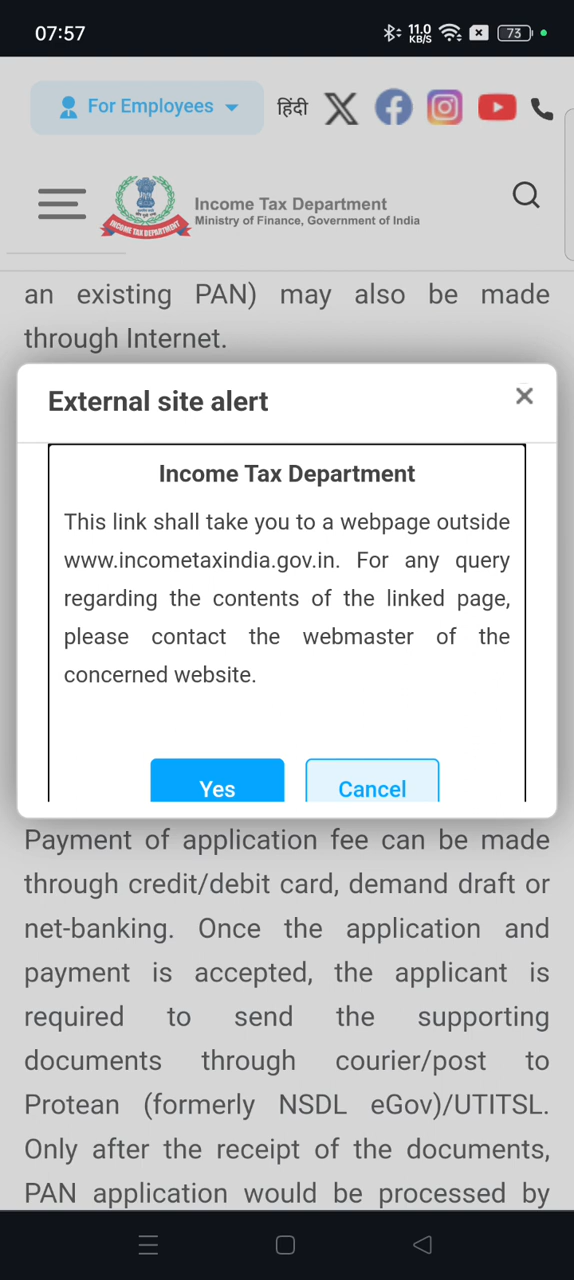 07:57
11.0
KB/S
73
For Employees
हिंदी
Income Tax Department
Ministry of Finance, Government of India
INCOME TAX DEPARTMENT
an existing PAN) may also be made
through Internet.
External site alert
Income Tax Department
This link shall take you to a webpage outside
www.incometaxindia.gov.in. For any query
regarding the contents of the linked page,
please contact the webmaster of the
concerned website.
Yes
Cancel
Payment of application fee can be made
through credit/debit card, demand draft or
net-banking. Once the application and
payment is accepted, the applicant is
required to send the supporting
documents through courier/post to
Protean (formerly NSDL eGov)/UTITSL.
Only after the receipt of the documents,
PAN application would be processed by